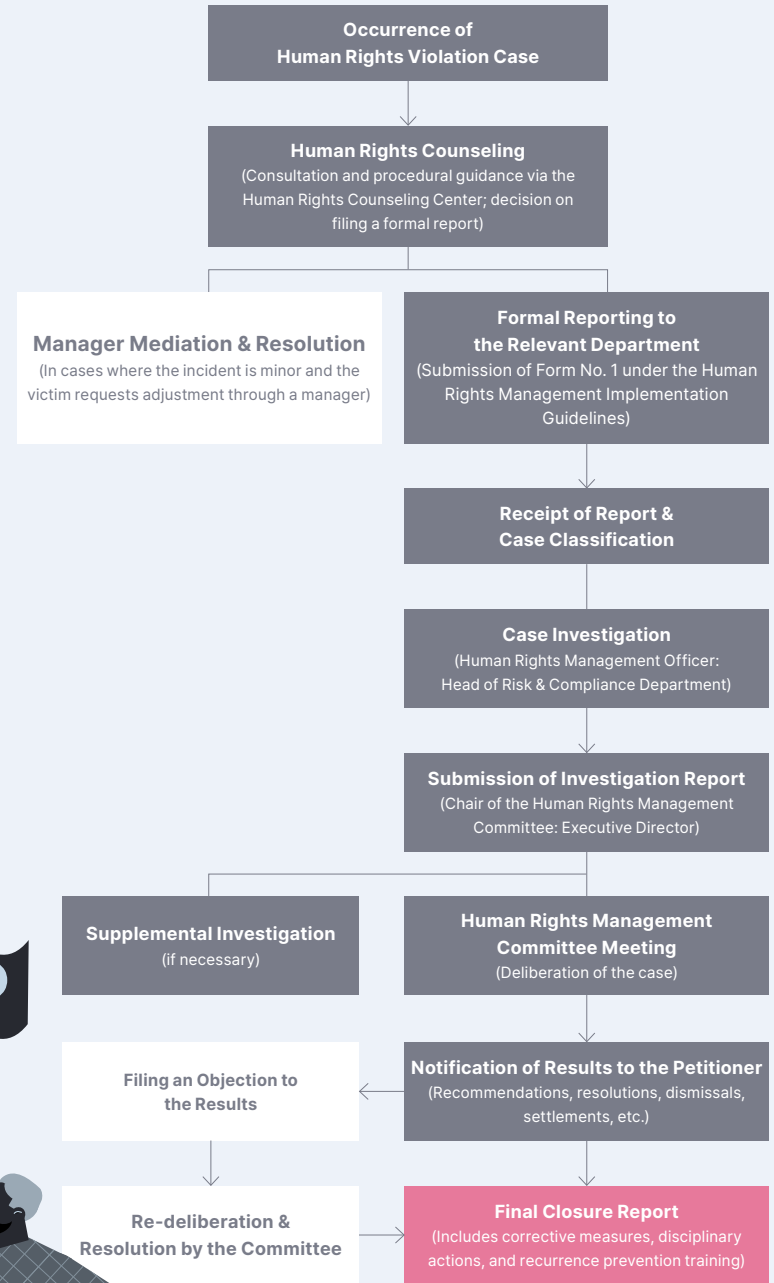 Occurrence of
Human Rights Violation Case
Human Rights Counseling
(Consultation and procedural guidance via the
Human Rights Counseling Center; decision on
filing a formal report)
Manager Mediation & Resolution
(In cases where the incident is minor and the
victim requests adjustment through a manager)
Formal Reporting to
the Relevant Department
(Submission of Form No. 1 under the Human
Rights Management Implementation
Guidelines)
Receipt of Report &
Case Classification
Case Investigation
(Human Rights Management Officer:
Head of Risk & Compliance Department)
Submission of Investigation Report
(Chair of the Human Rights Management
Committee: Executive Director)
Supplemental Investigation
(if necessary)
Human Rights Management
Committee Meeting
(Deliberation of the case)
Notification of Results to the Petitioner
(Recommendations, resolutions, dismissals,
settlements, etc.)
Filing an Objection to
the Results
Re-deliberation &
Resolution by the Committee
Final Closure Report
(Includes corrective measures, disciplinary
actions, and recurrence prevention training)